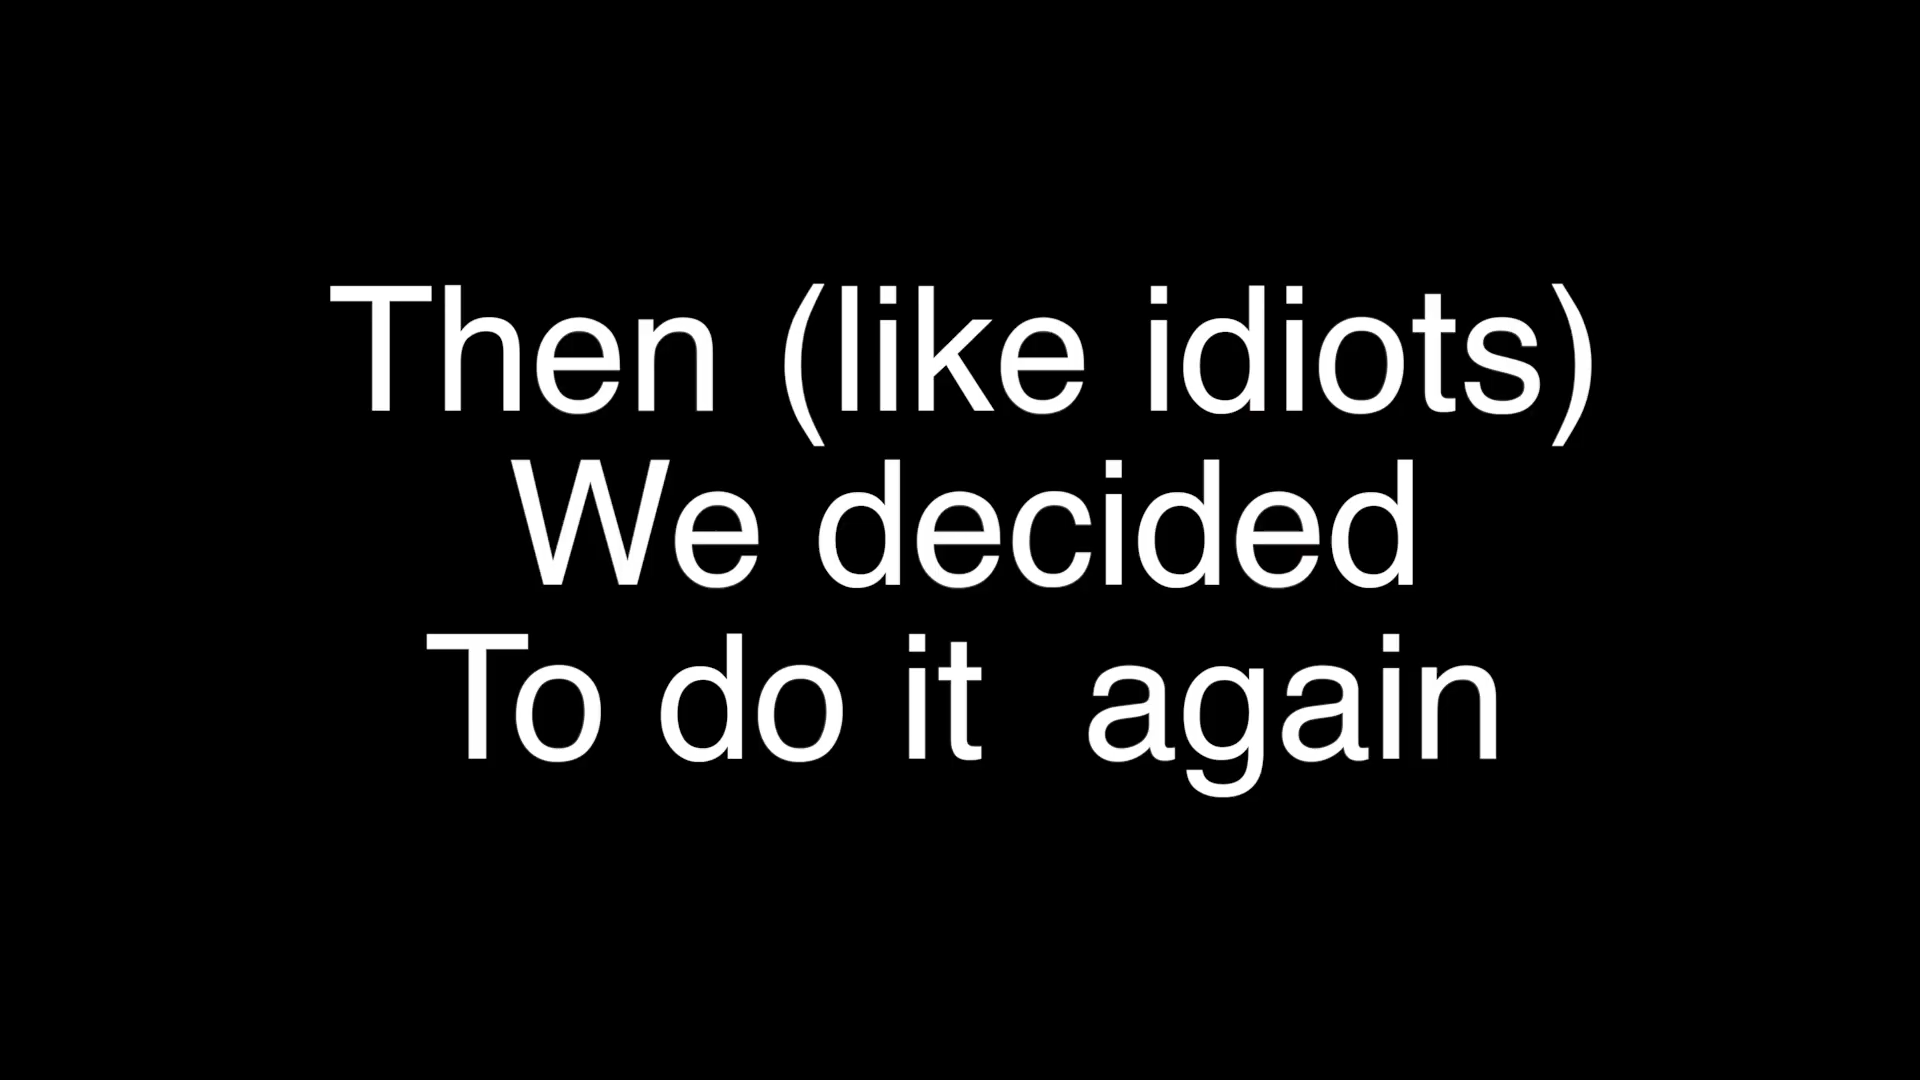 Then (like idiots)
We decided
To do it  again